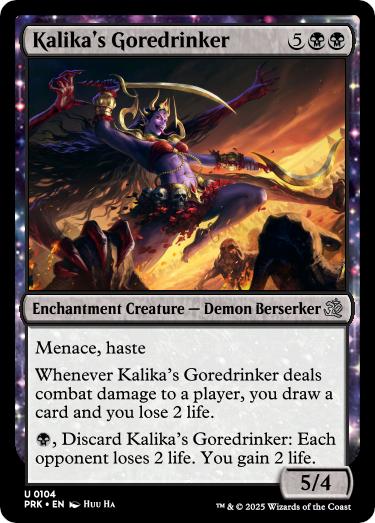 Kalika's Goredrinker 5
Enchantment Creature — Demon Berserker
Menace, haste
Whenever Kalika's Goredrinker deals
combat damage to a player, you draw a
card and you lose 2 life.
, Discard Kalika's Goredrinker: Each
opponent loses 2 life. You gain 2 life.
5/4
U 0104
PRK • EN Huu Ha
™ & © 2025 Wizards of the Coast